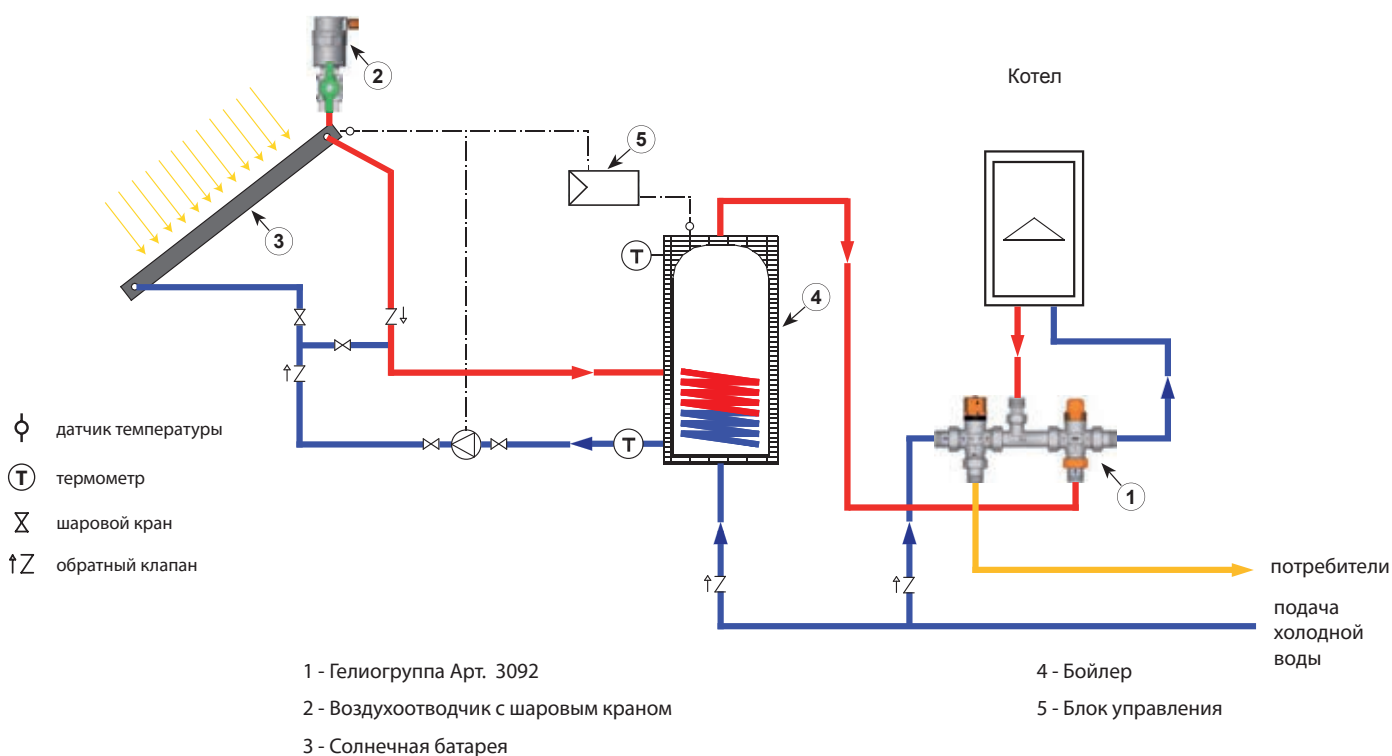 2
Котел
5
3
T
4
датчик температуры
T
термометр
T
1
шаровой кран
обратный клапан
потребители
подача
холодной
воды
1 - Гелиогруппа Арт. 3092
4 - Бойлер
2 - Воздухоотводчик с шаровым краном
5 - Блок управления
3 - Солнечная батарея